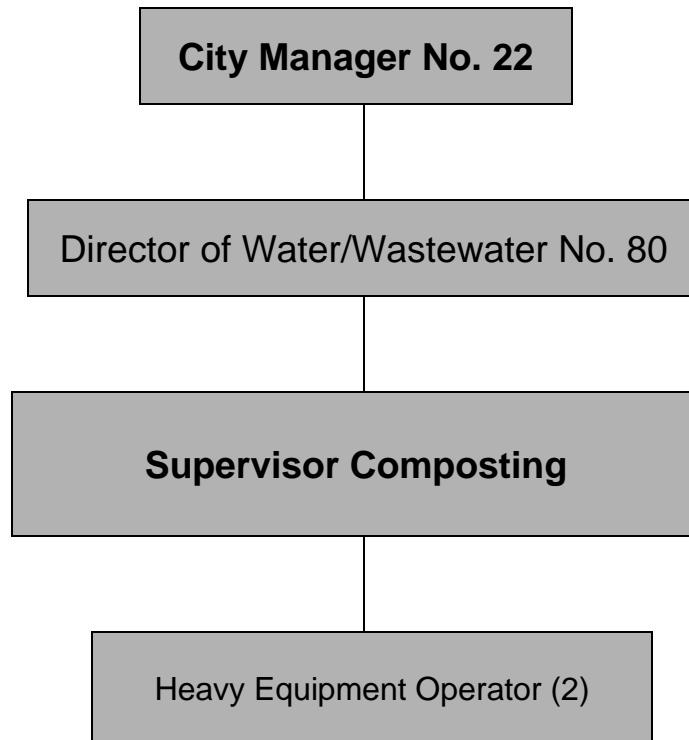 City Manager No. 22
Director of Water/Wastewater No. 80
Supervisor Composting
Heavy Equipment Operator (2)